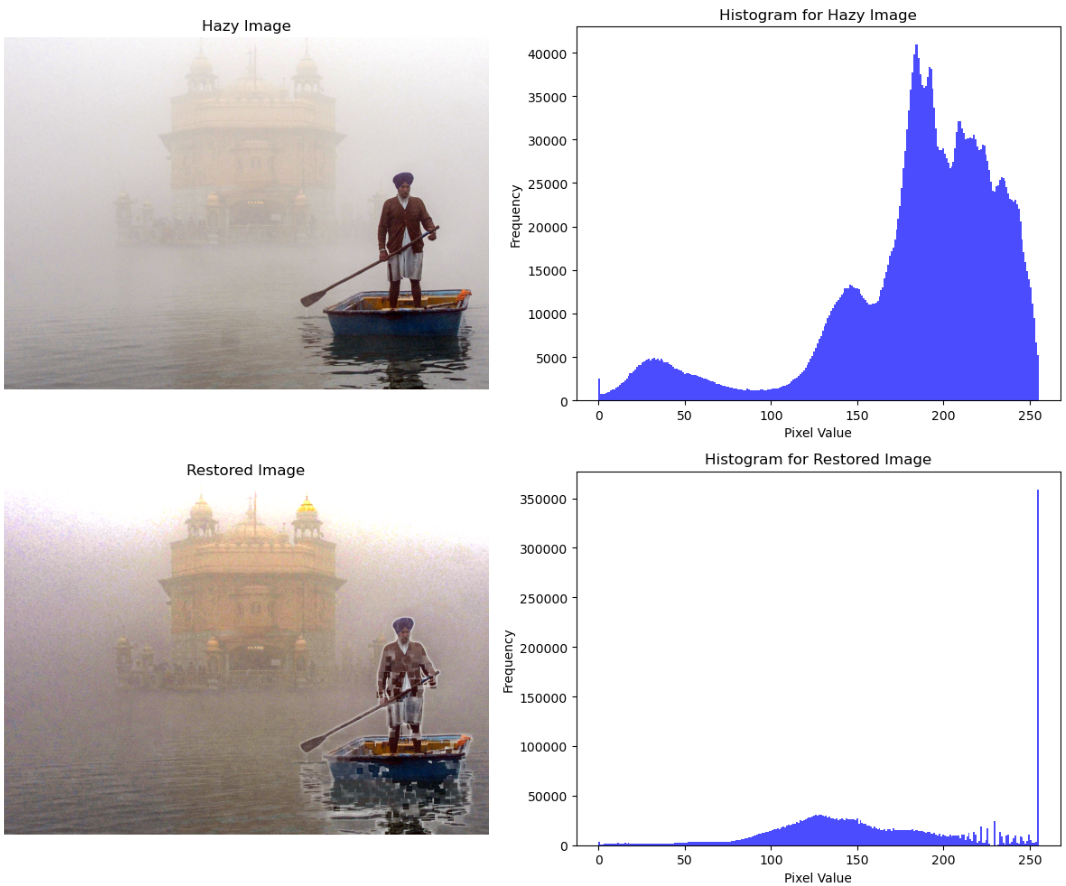 Hazy Image
Histogram for Hazy Image
Frequency
40000
35000
30000
25000
20000
15000
10000
5000
0
0 50 100 150 200 250
Pixel Value
Restored Image
Histogram for Restored Image
Frequency
350000
300000
250000
200000
150000
100000
50000
0
0 50 100 150 200 250
Pixel Value